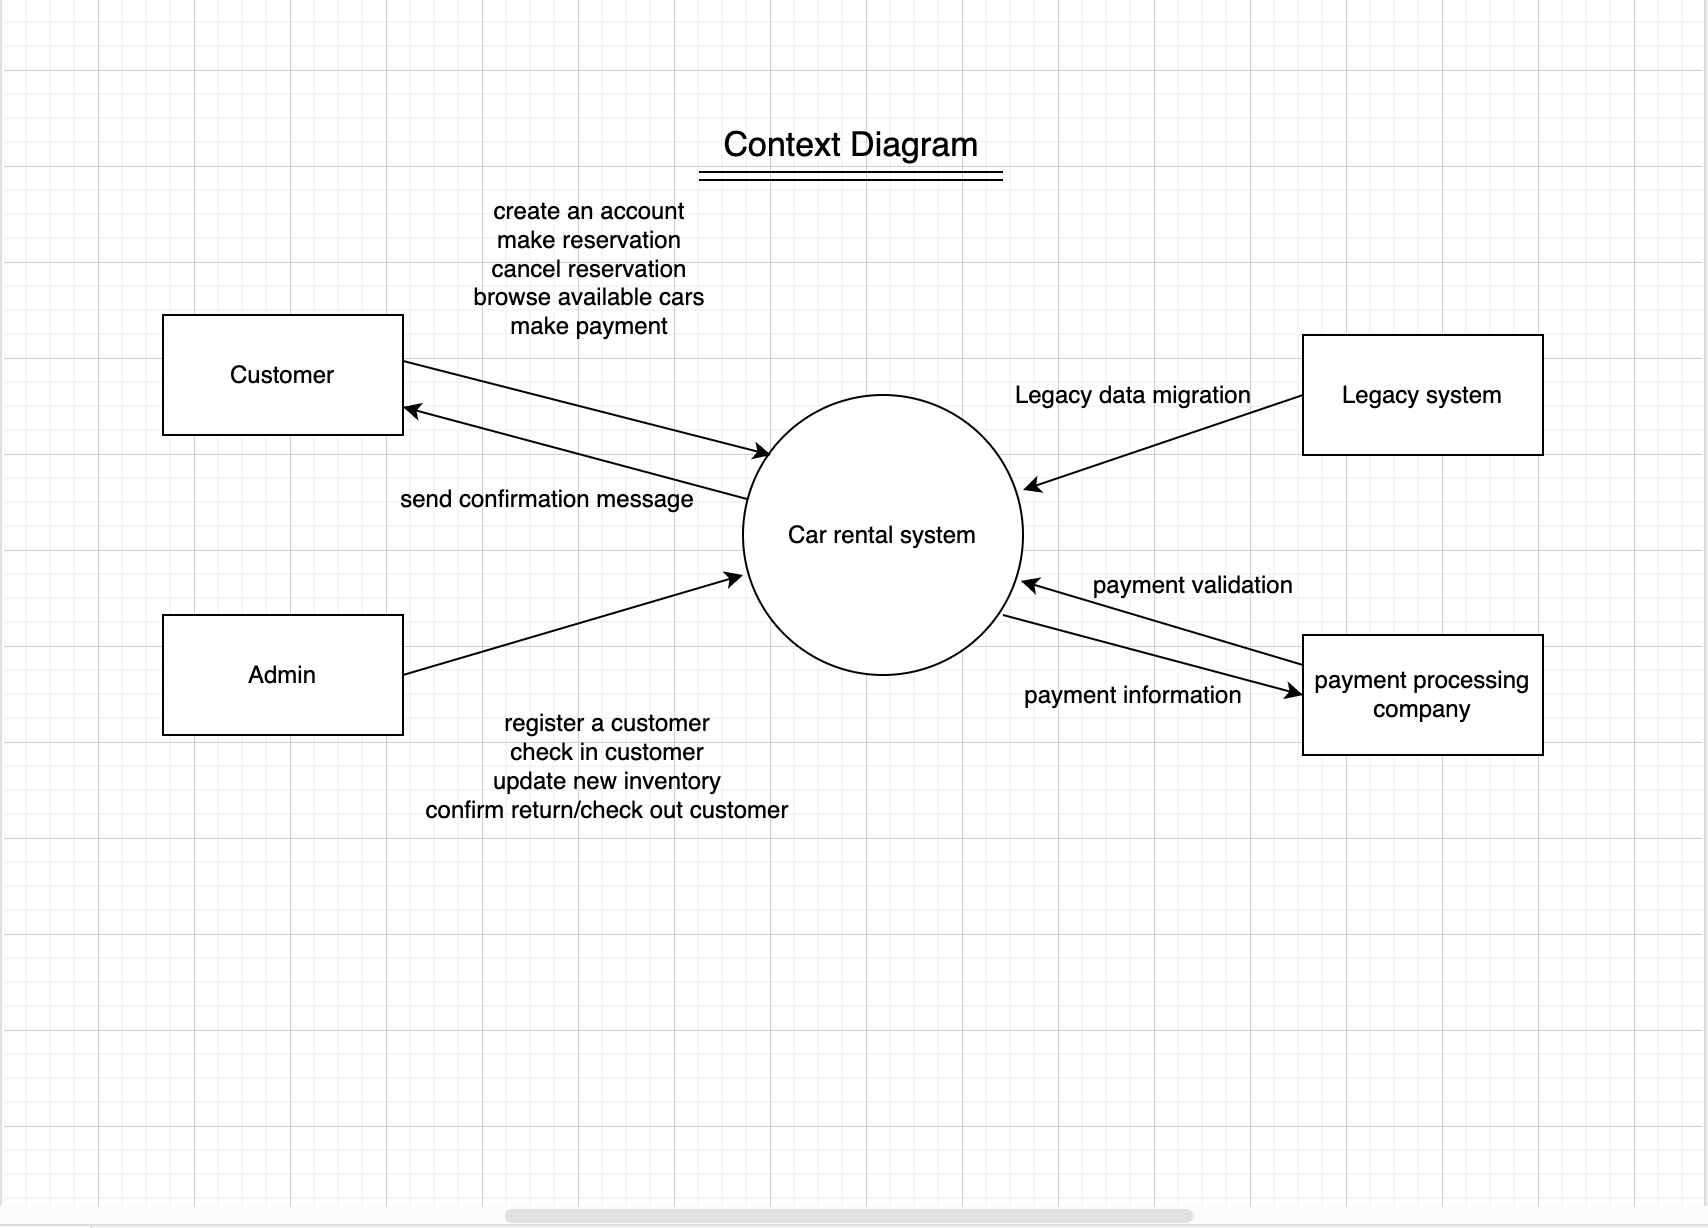 Context Diagram
create an account
make reservation
cancel reservation
browse available cars
make payment
Customer
Legacy data migration
Legacy system
send confirmation message
Car rental system
payment validation
Admin
payment information
payment processing
company
register a customer
check in customer
update new inventory
confirm return/check out customer